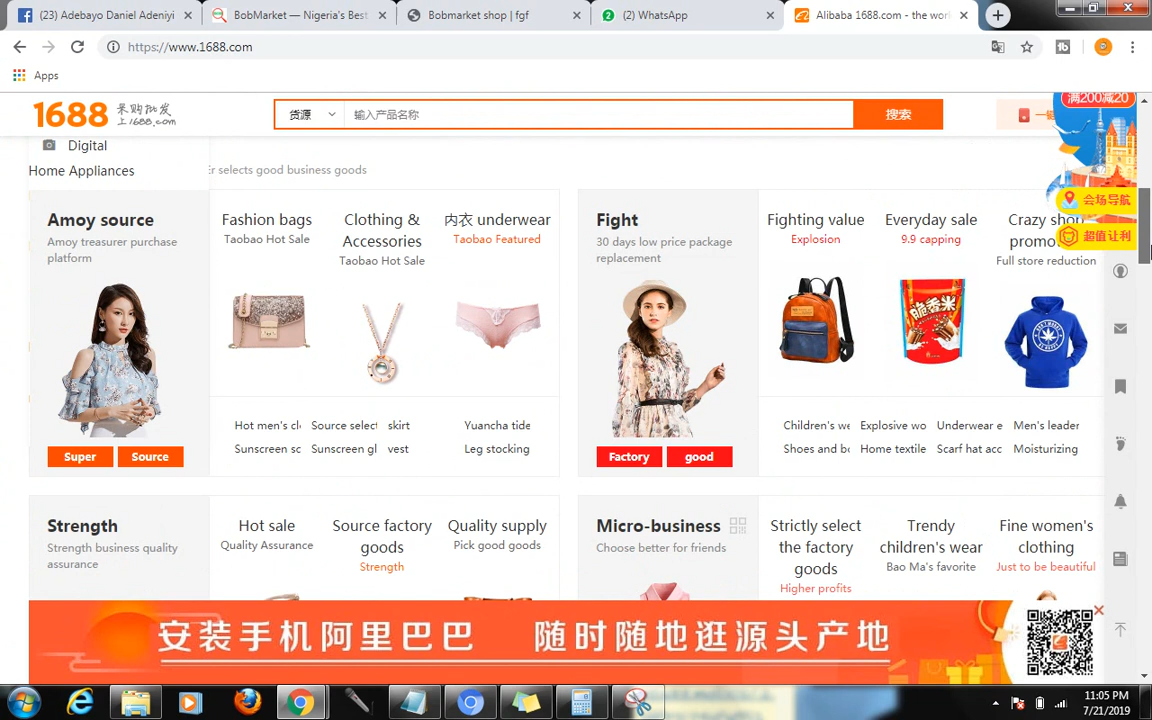 (23) Adebayo Daniel Adeniyi
BobMarket — Nigeria's Best
Bobmarket shop | fgf
(2) WhatsApp
Alibaba 1688.com - the worl
https://www.1688.com
Apps
1688 采购批发 上1688.com
货源
输入产品名称
搜索
一键
满200减20
Digital
Home Appliances
Er selects good business goods
会场导航
超值让利
Amoy source
Amoy treasurer purchase
platform
Super
Source
Fashion bags
Taobao Hot Sale
Clothing &
Accessories
Taobao Hot Sale
内衣 underwear
Taobao Featured
Hot men's cl
Source select
skirt
Yuancha tide
Sunscreen sc
Sunscreen gl
vest
Leg stocking
Fight
30 days low price package
replacement
Factory
good
Fighting value
Explosion
Everyday sale
9.9 capping
Crazy shop
promo
Full store reduction
脆香米
Children's we
Explosive wo
Underwear e
Men's leader
Shoes and bo
Home textile
Scarf hat acc
Moisturizing
Strength
Strength business quality
assurance
Hot sale
Quality Assurance
Source factory
goods
Strength
Quality supply
Pick good goods
Micro-business
Choose better for friends
Strictly select
the factory
goods
Higher profits
Trendy
children's wear
Bao Ma's favorite
Fine women's
clothing
Just to be beautiful
安装手机阿里巴巴 随时随地逛源头产地
11:05 PM
7/21/2019